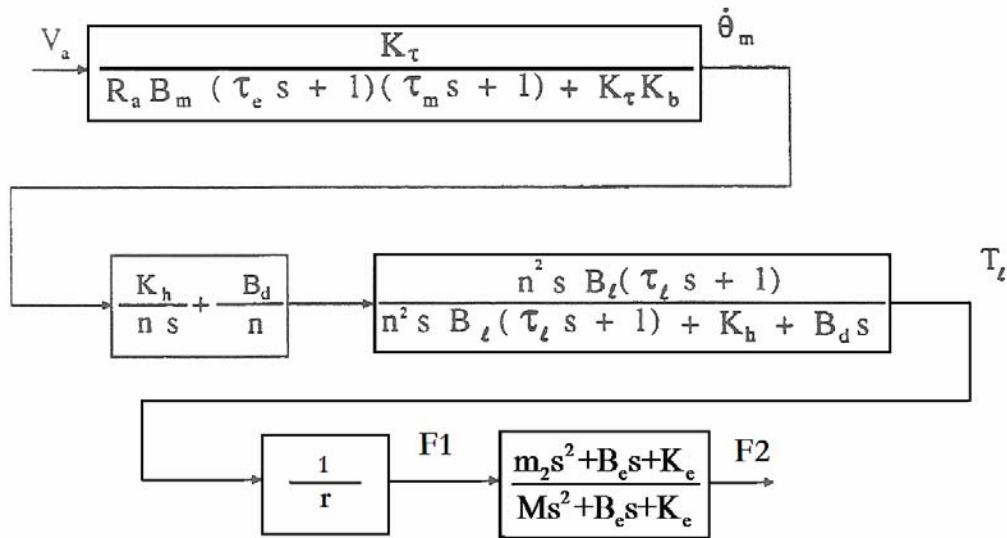 V_a
K_τ
R_a B_m (τ_e s + 1)(τ_m s + 1) + K_τ K_b
θ̇_m
K_h
n s
+
B_d
n
n² s B_ℓ(τ_ℓ s + 1)
n² s B_ℓ(τ_ℓ s + 1) + K_h + B_d s
T_ℓ
1
r
F1
m₂s²+B_es+K_e
Ms²+B_es+K_e
F2